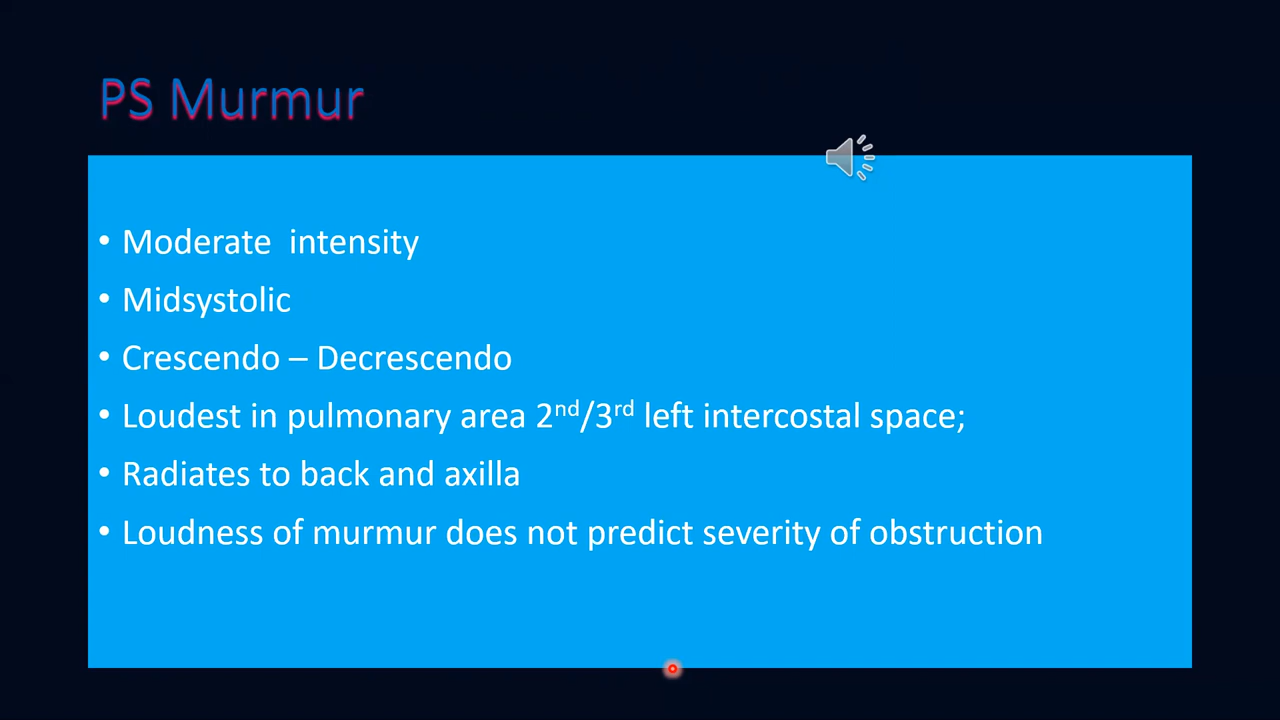 PS Murmur
• Moderate  intensity
• Midsystolic
• Crescendo – Decrescendo
• Loudest in pulmonary area 2nd/3rd left intercostal space;
• Radiates to back and axilla
• Loudness of murmur does not predict severity of obstruction